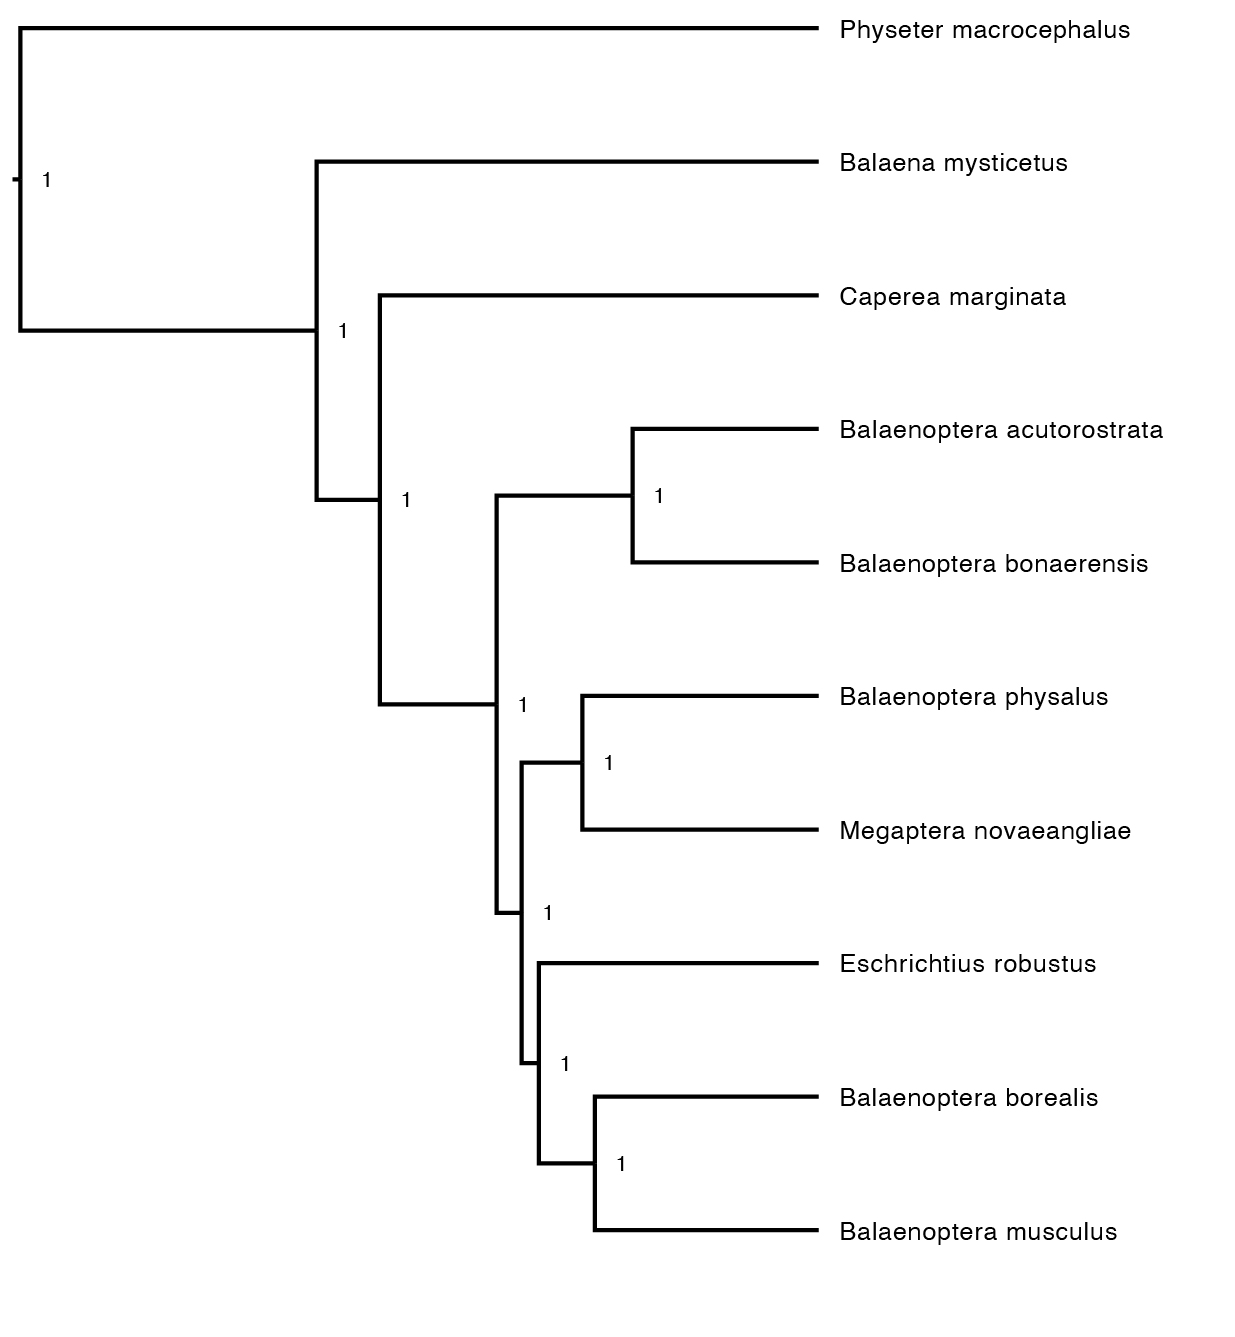 Physeter macrocephalus
Balaena mysticetus
1
Caperea marginata
1
Balaenoptera acutorostrata
1
1
Balaenoptera bonaerensis
Balaenoptera physalus
1
1
Megaptera novaeangliae
1
Eschrichtius robustus
1
Balaenoptera borealis
1
Balaenoptera musculus